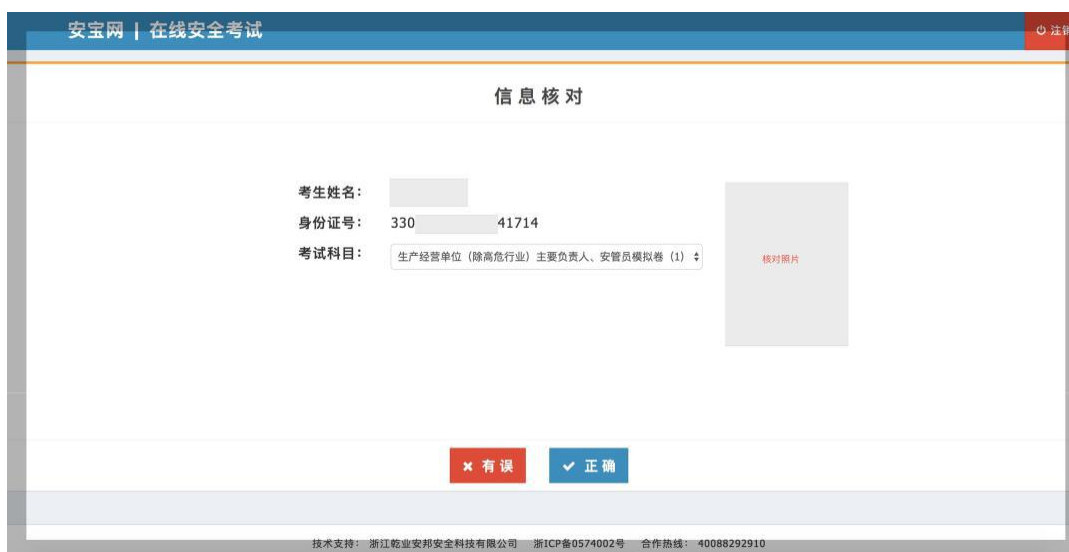 安宝网 | 在线安全考试
注销
信息核对
考生姓名：
身份证号： 330 41714
考试科目： 生产经营单位（除高危行业）主要负责人、安管员模拟卷（1）
核对照片
有误 正确
技术支持： 浙江乾业安邦安全科技有限公司 浙ICP备0574002号 合作热线： 40088292910